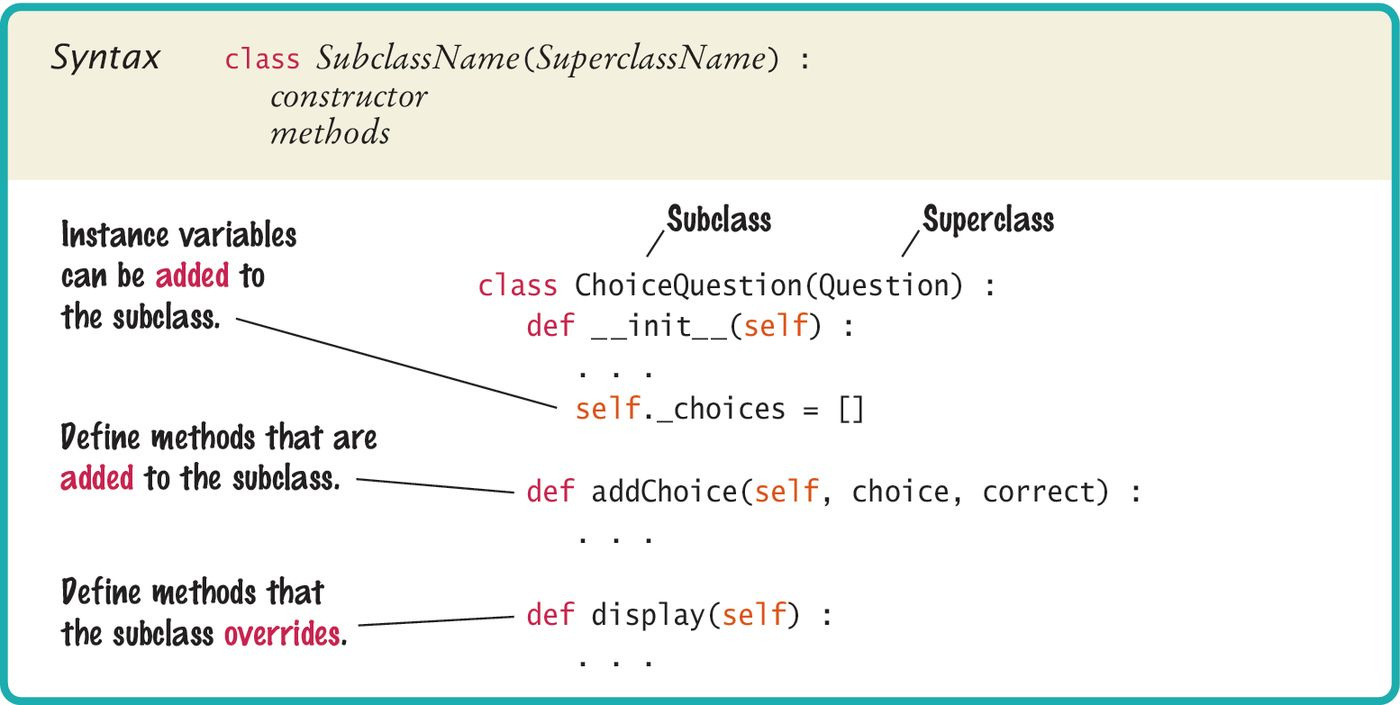 Syntax class SubclassName(SuperclassName) :
constructor
methods
Instance variables
can be added to
the subclass.
Subclass
Superclass
class ChoiceQuestion(Question) :
def __init__(self) :
. . .
self._choices = []
Define methods that are
added to the subclass.
def addChoice(self, choice, correct) :
. . .
Define methods that
the subclass overrides.
def display(self) :
. . .